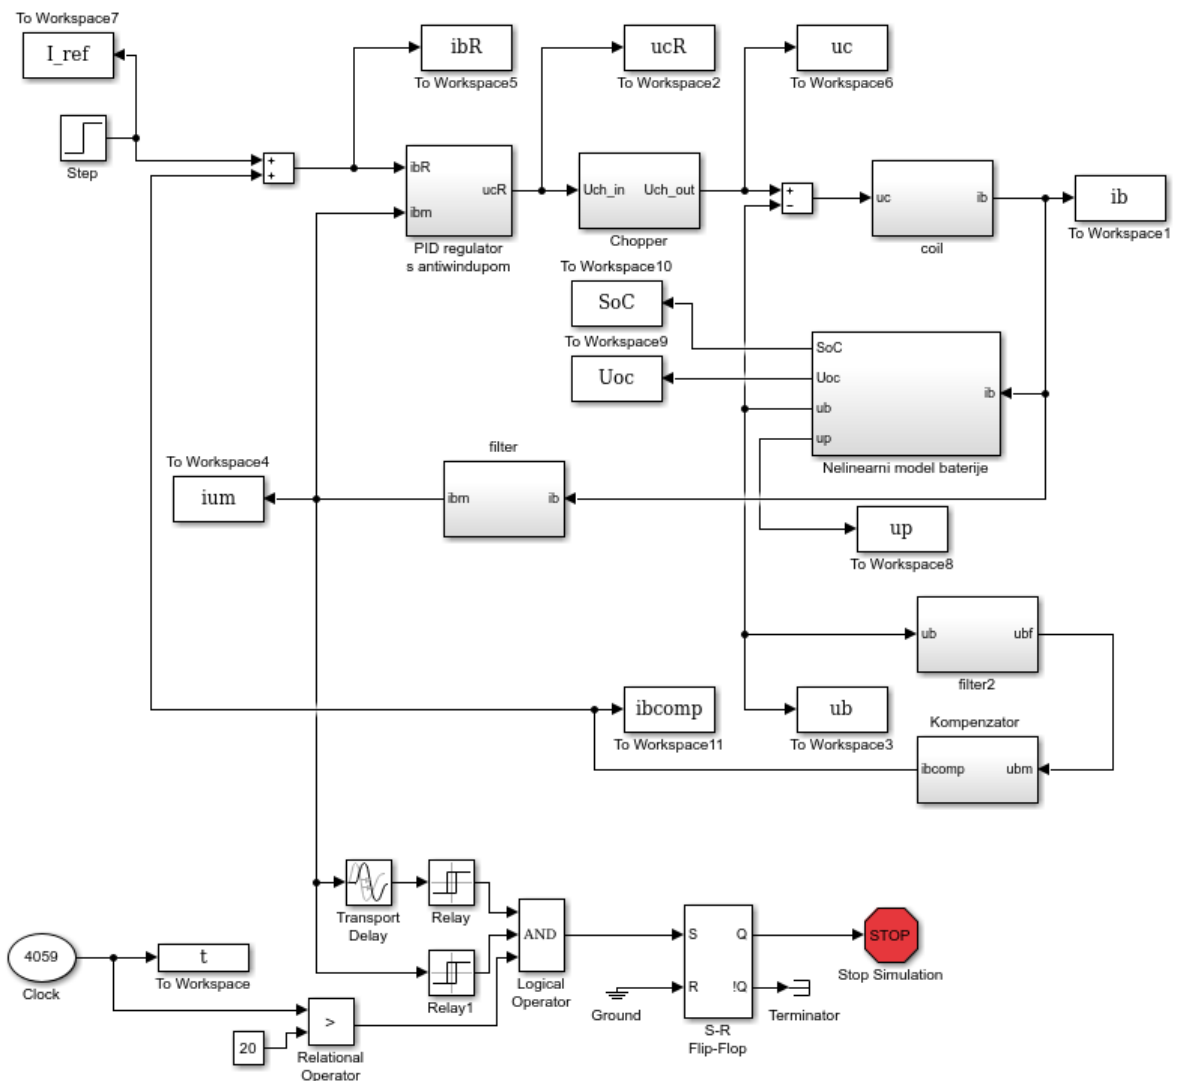 To Workspace7
I_ref
ibR
To Workspace5
ucR
To Workspace2
uc
To Workspace6
Step
+
+
ibR
ibm
ucR
PID regulator
s antiwindupom
Uch_in
Uch_out
Chopper
+
−
uc
ib
coil
ib
To Workspace1
To Workspace10
SoC
To Workspace9
Uoc
SoC
Uoc
ub
up
ib
Nelinearni model baterije
To Workspace4
ium
filter
ibm
ib
up
To Workspace8
ub
ubf
filter2
ibcomp
To Workspace11
ub
To Workspace3
Kompenzator
ibcomp
ubm
Transport
Delay
Relay
4059
Clock
t
To Workspace
Relay1
AND
Logical
Operator
20
>
Relational
Operator
Ground
S
Q
R
!Q
S-R
Flip-Flop
STOP
Stop Simulation
Terminator